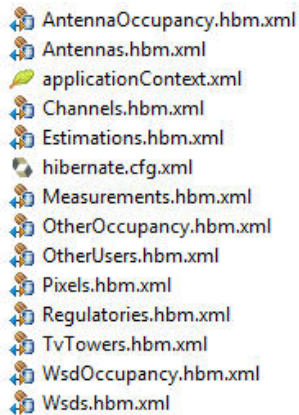 AntennaOccupancy.hbm.xml
Antennas.hbm.xml
applicationContext.xml
Channels.hbm.xml
Estimations.hbm.xml
hibernate.cfg.xml
Measurements.hbm.xml
OtherOccupancy.hbm.xml
OtherUsers.hbm.xml
Pixels.hbm.xml
Regulatories.hbm.xml
TvTowers.hbm.xml
WsdOccupancy.hbm.xml
Wsds.hbm.xml